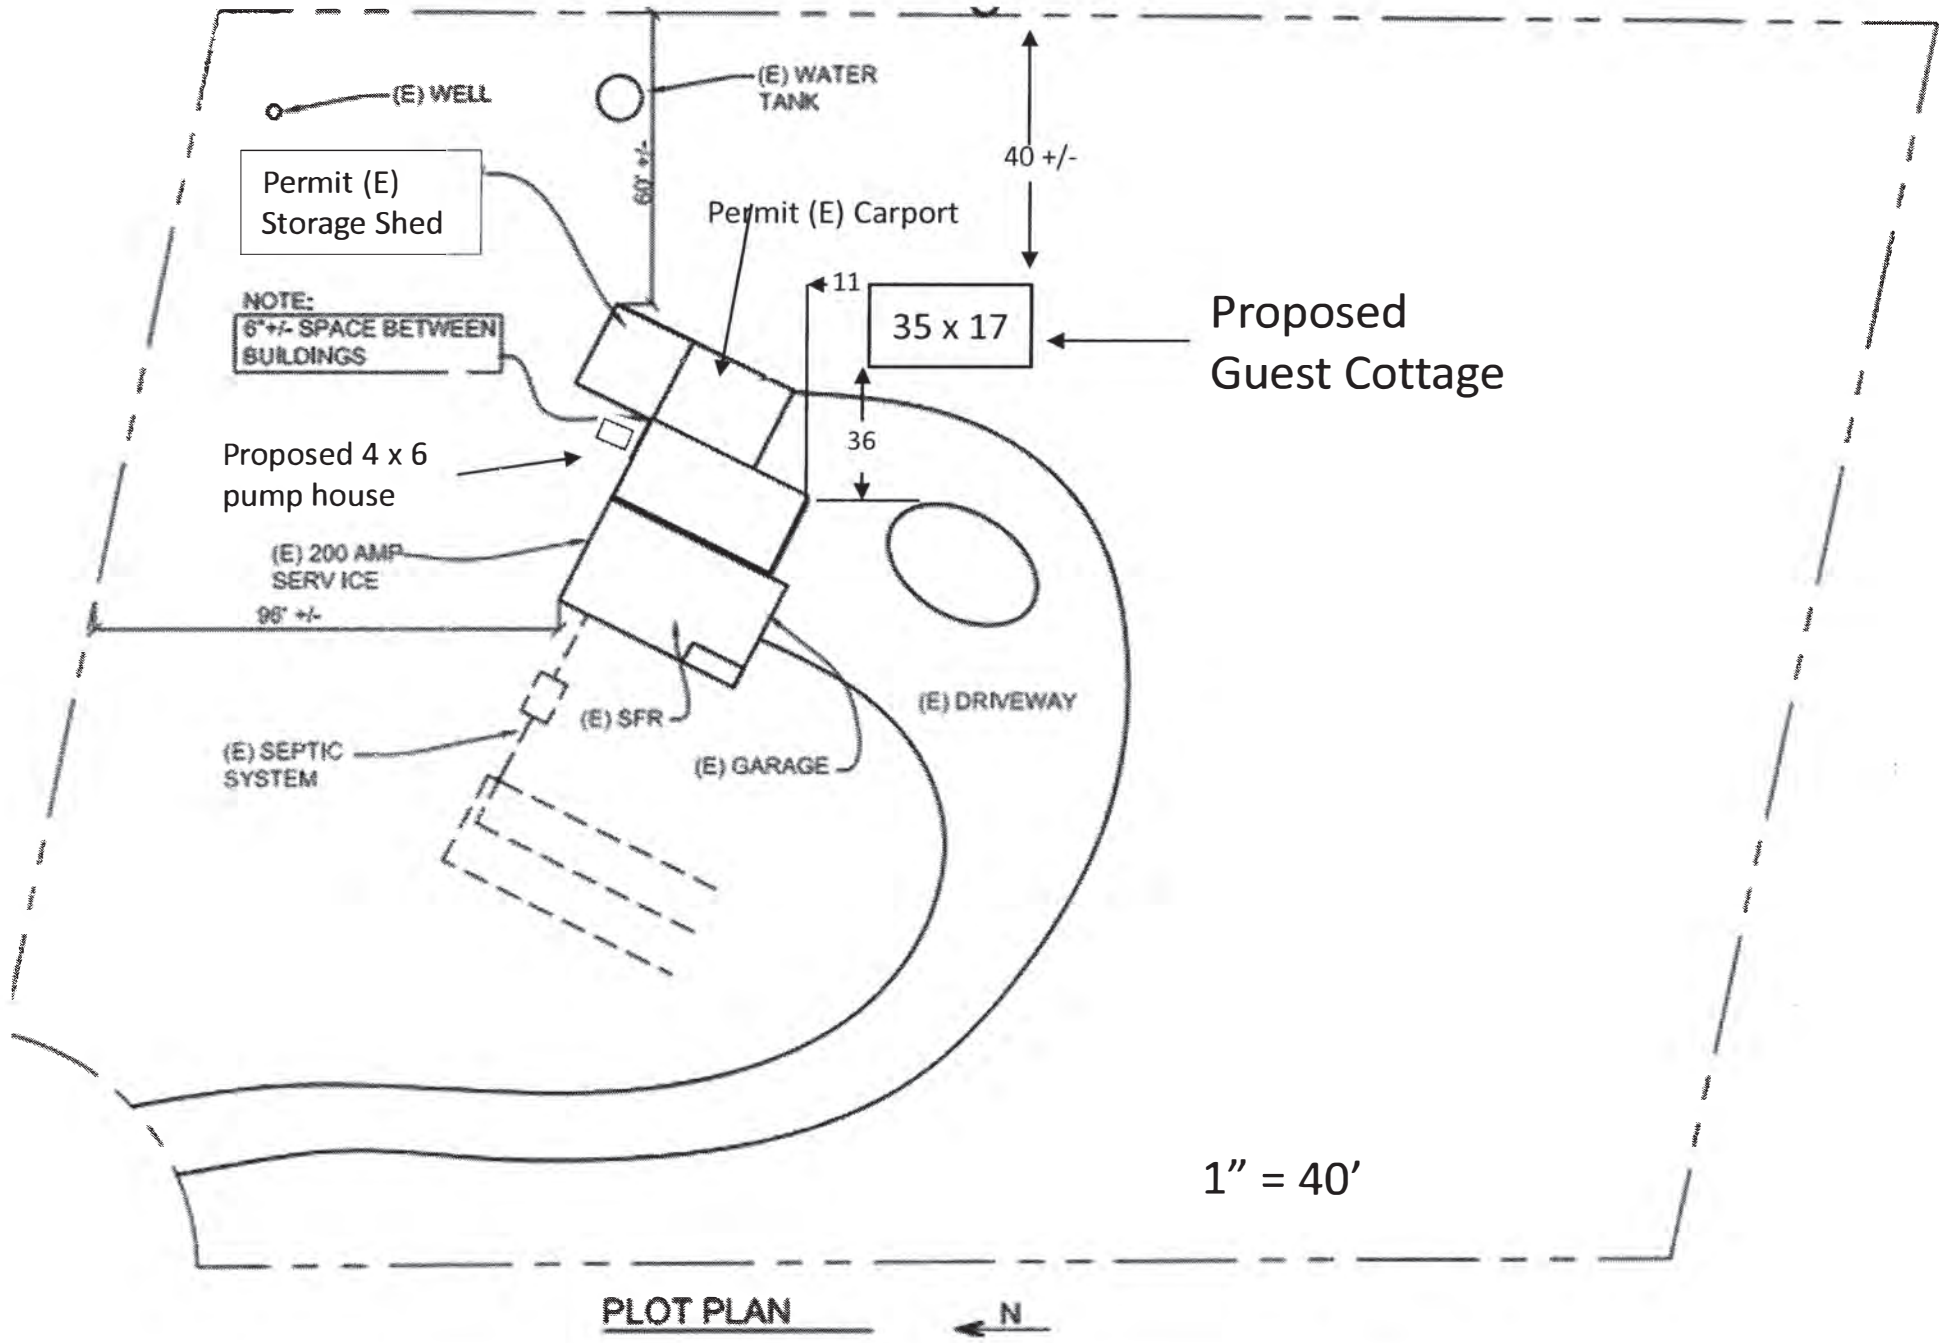 (E) WELL
(E) WATER
TANK
60' +/-
40 +/-
Permit (E)
Storage Shed
Permit (E) Carport
11
35 x 17
Proposed
Guest Cottage
NOTE:
6"+/- SPACE BETWEEN
BUILDINGS
36
Proposed 4 x 6
pump house
(E) 200 AMP
SERV ICE
96' +/-
(E) SFR
(E) DRIVEWAY
(E) SEPTIC
SYSTEM
(E) GARAGE
1” = 40’
PLOT PLAN
N